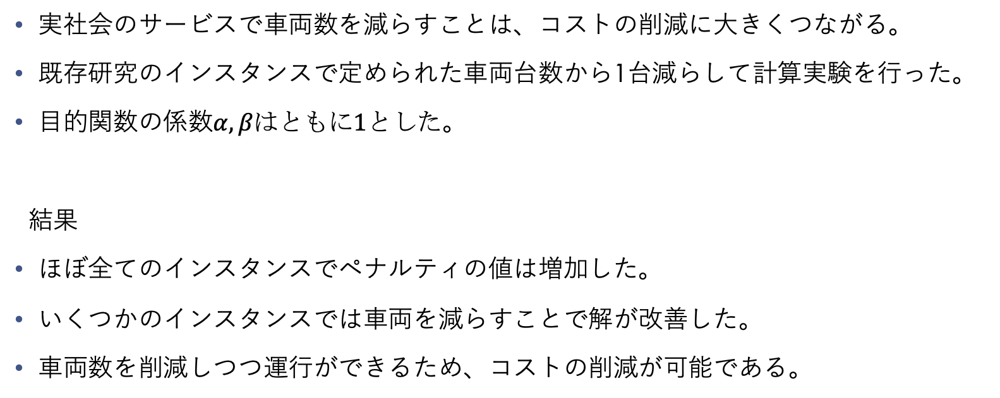 • 実社会のサービスで車両数を減らすことは、コストの削減に大きくつながる。
• 既存研究のインスタンスで定められた車両台数から1台減らして計算実験を行った。
• 目的関数の係数α, βはともに1とした。
結果
• ほぼ全てのインスタンスでペナルティの値は増加した。
• いくつかのインスタンスでは車両を減らすことで解が改善した。
• 車両数を削減しつつ運行ができるため、コストの削減が可能である。